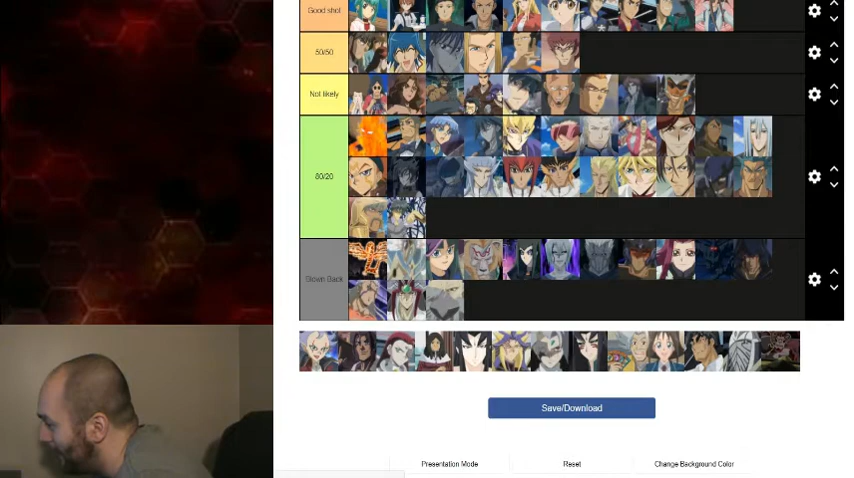 Good shot
50/50
Not likely
80/20
Blown Back
Save/Download
Presentation Mode
Reset
Change Background Color